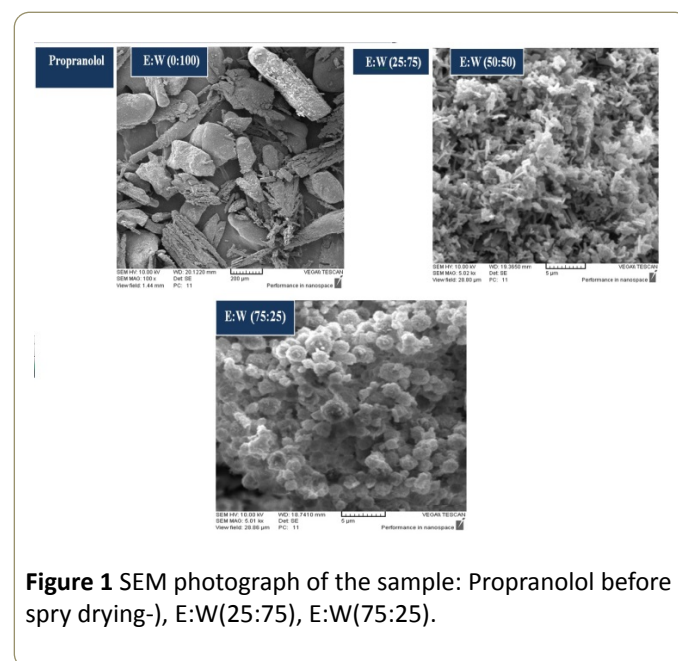 Propranolol
E:W (0:100)
E:W (25:75)
E:W (50:50)
SEM HV: 10.00 kV WD: 20.1220 mm VEGA\\ TESCAN
SEM MAG: 100 x Det: SE 200 µm
View field: 1.44 mm PC: 11 Performance in nanospace
SEM HV: 10.00 kV WD: VEGA\\ TESCAN
SEM MAG: 5.02 kx Det: SE 5 µm
View field: 28.80 µm PC: 11 Performance in nanospace
E:W (75:25)
SEM HV: 10.00 kV WD: 18.7410 mm VEGA\\ TESCAN
SEM MAG: 5.01 kx Det: SE 5 µm
View field: 28.86 µm PC: 11 Performance in nanospace
Figure 1 SEM photograph of the sample: Propranolol before
spry drying-), E:W(25:75), E:W(75:25).